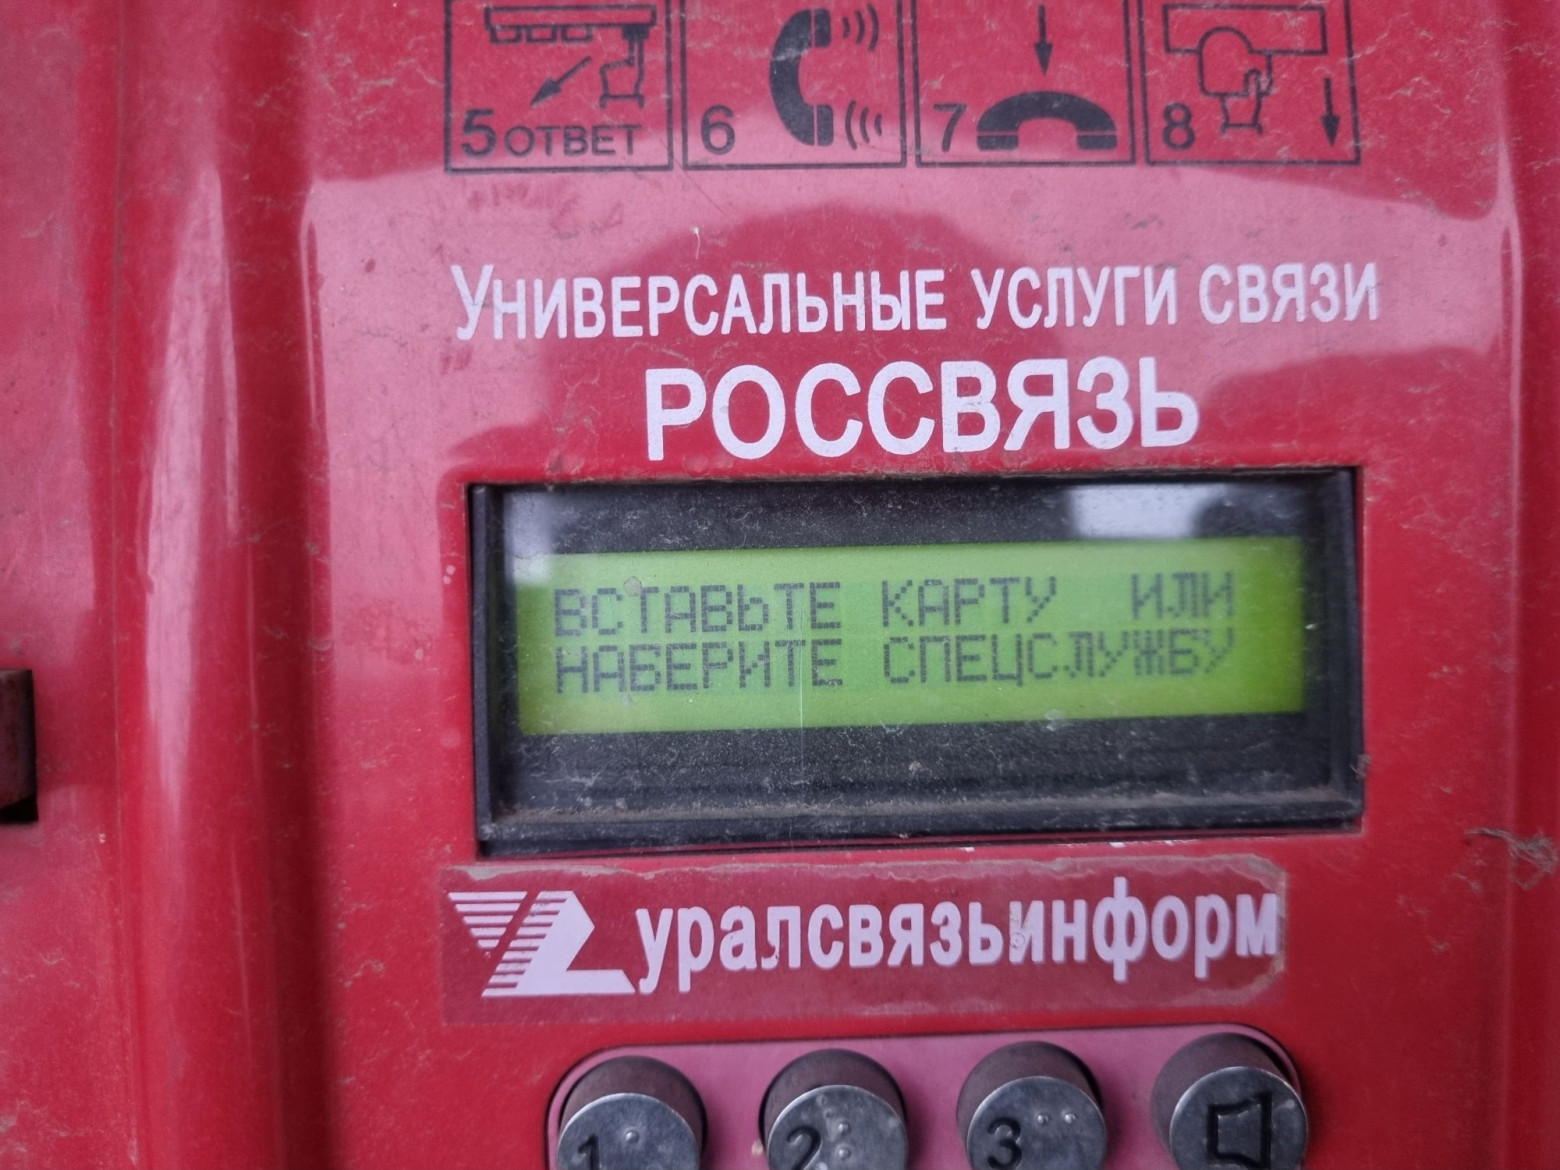 5 ОТВЕТ 6 7 8
УНИВЕРСАЛЬНЫЕ УСЛУГИ СВЯЗИ
РОССВЯЗЬ
ВСТАВЬТЕ КАРТУ ИЛИ
НАБЕРИТЕ СПЕЦСЛУЖБУ
уралсвязьинформ
1 2 3